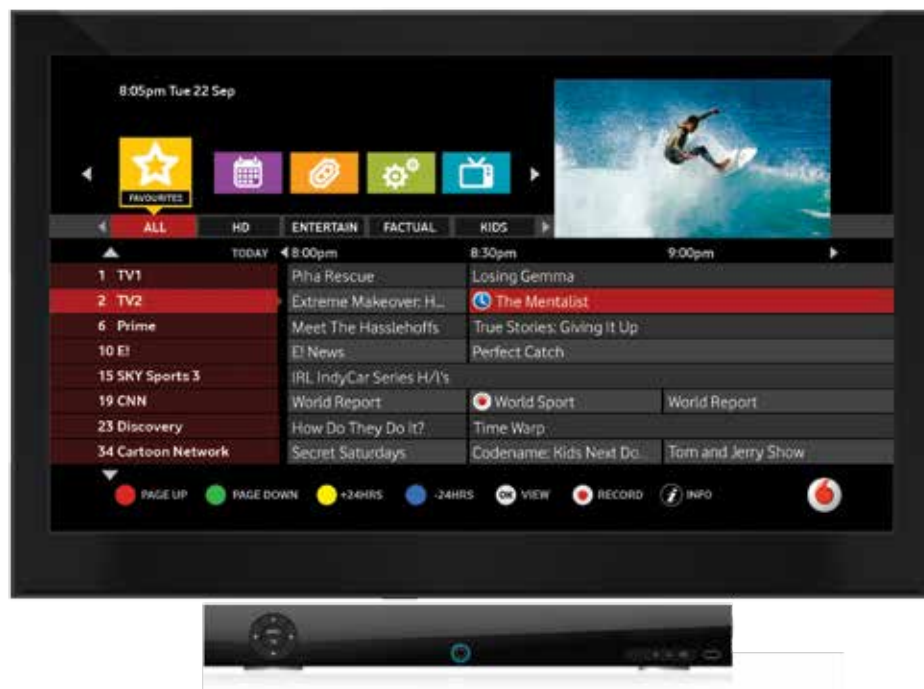 8:05pm Tue 22 Sep
FAVOURITES
ALL HD ENTERTAIN FACTUAL KIDS
TODAY 8:00pm 8:30pm 9:00pm
1 TV1 Piha Rescue Losing Gemma
2 TV2 Extreme Makeover: H... The Mentalist
6 Prime Meet The Hasslehoffs True Stories: Giving It Up
10 E! E! News Perfect Catch
15 SKY Sports 3 IRL IndyCar Series H/l's
19 CNN World Report World Sport World Report
23 Discovery How Do They Do It? Time Warp
34 Cartoon Network Secret Saturdays Codename: Kids Next Do... Tom and Jerry Show
PAGE UP PAGE DOWN +24HRS -24HRS OK VIEW RECORD i INFO